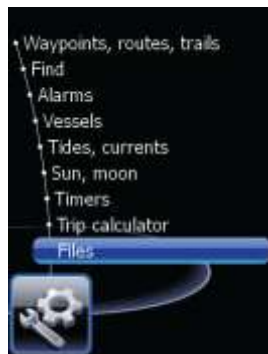 Waypoints, routes, trails
Find
Alarms
Vessels
Tides, currents
Sun, moon
Timers
Trip calculator
Files